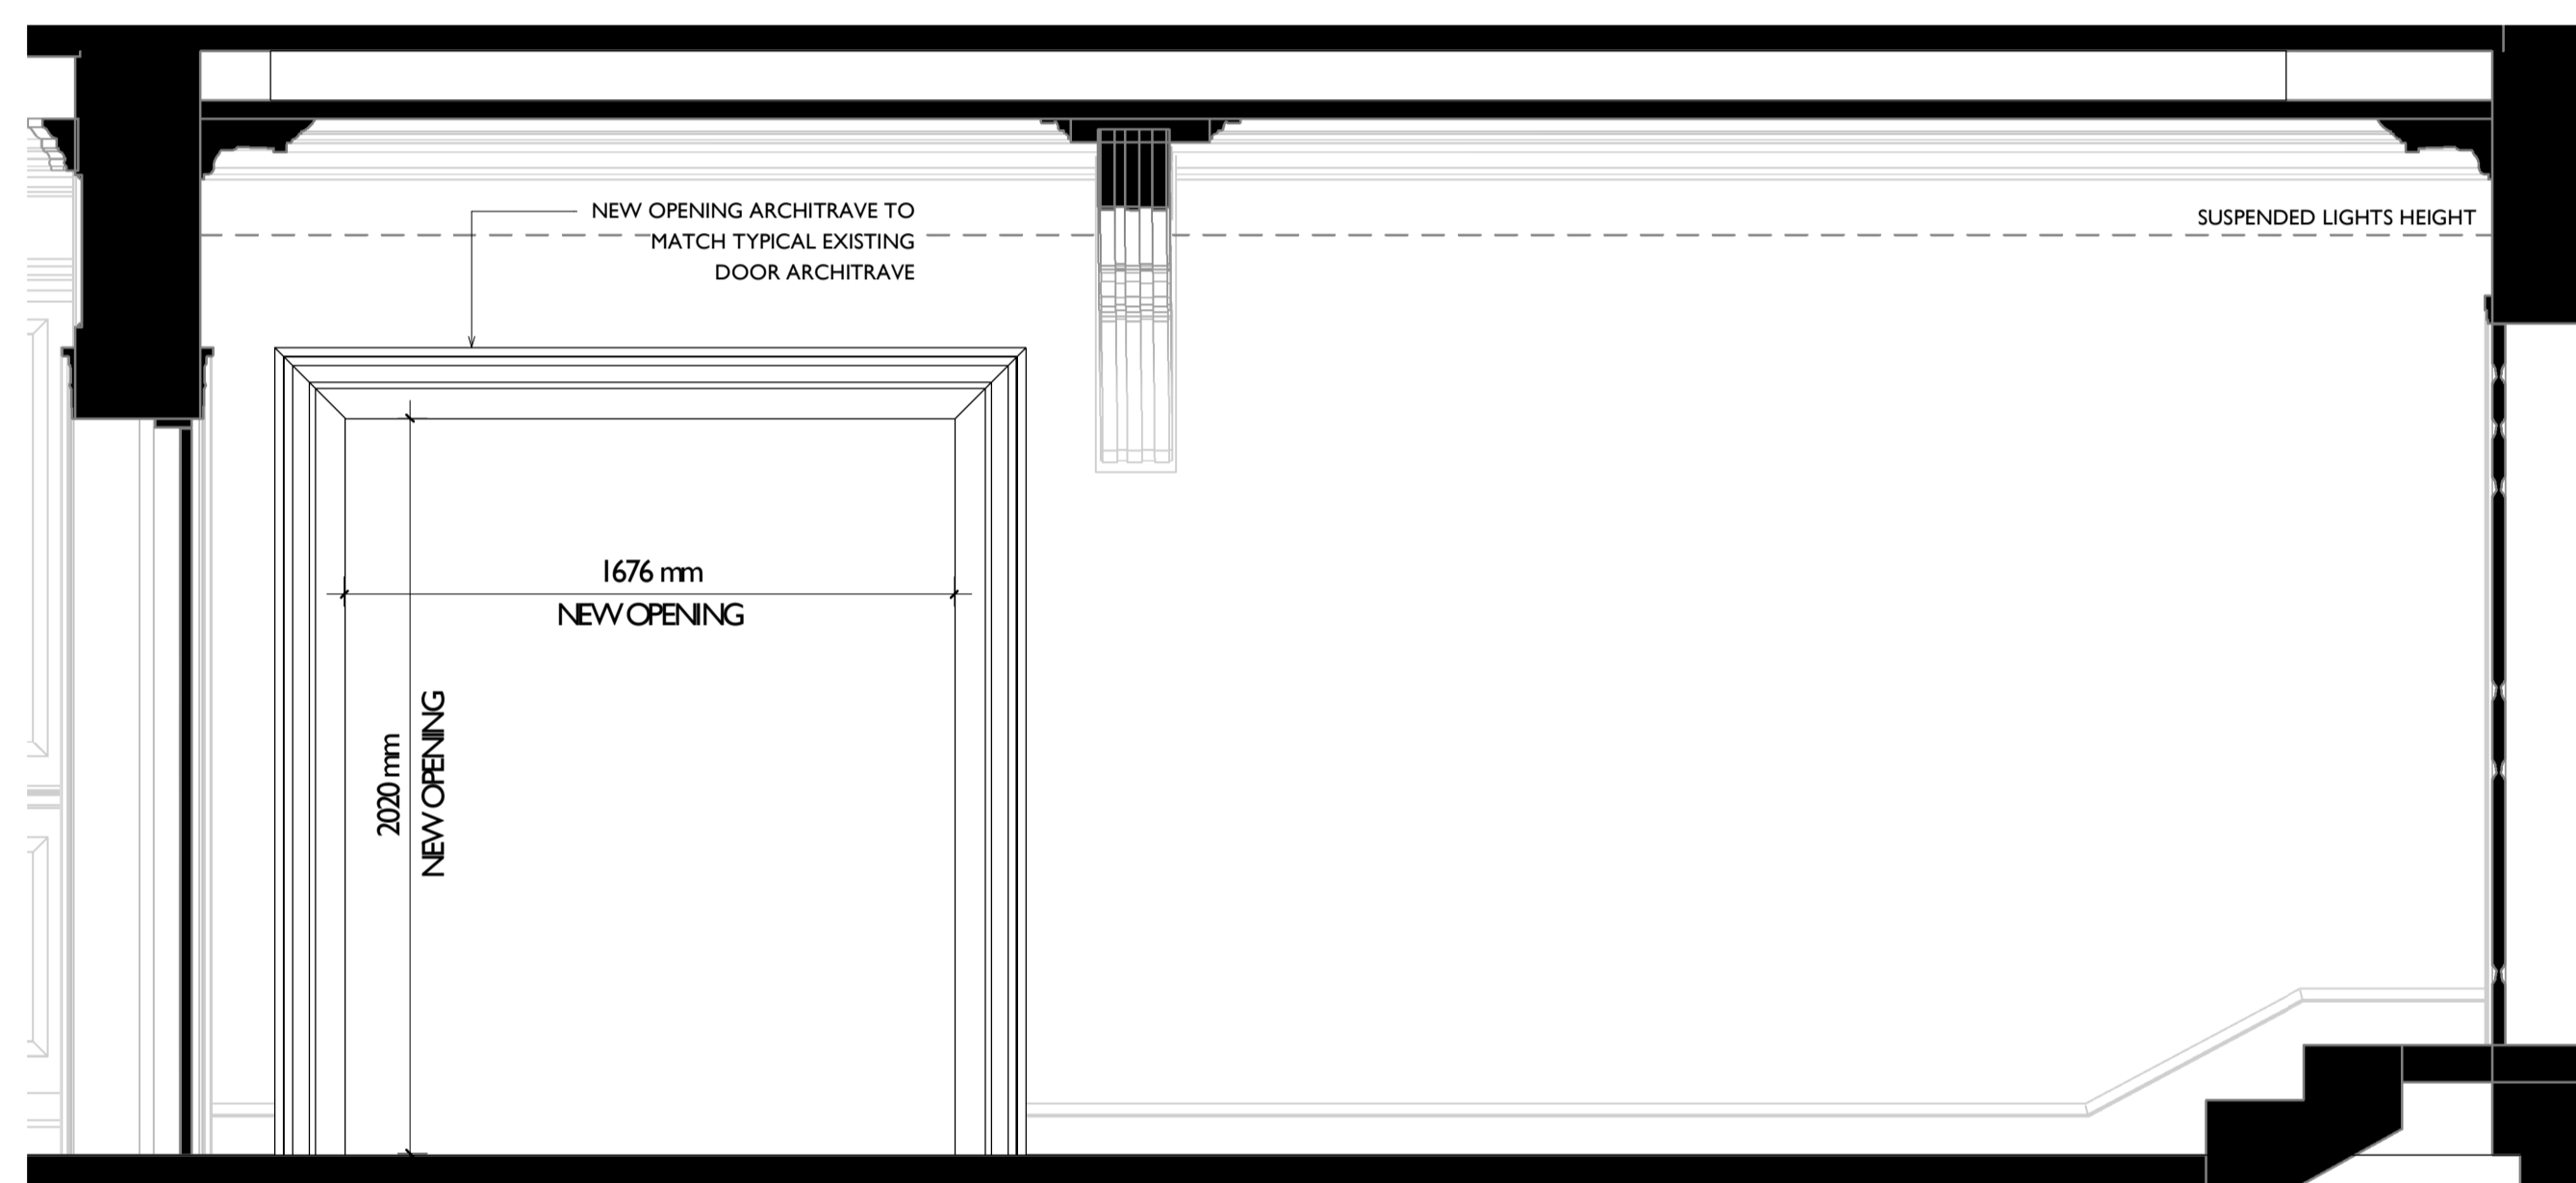 NEW OPENING ARCHITRAVE TO
MATCH TYPICAL EXISTING
DOOR ARCHITRAVE
SUSPENDED LIGHTS HEIGHT
1676 mm
NEW OPENING
2020 mm
NEW OPENING